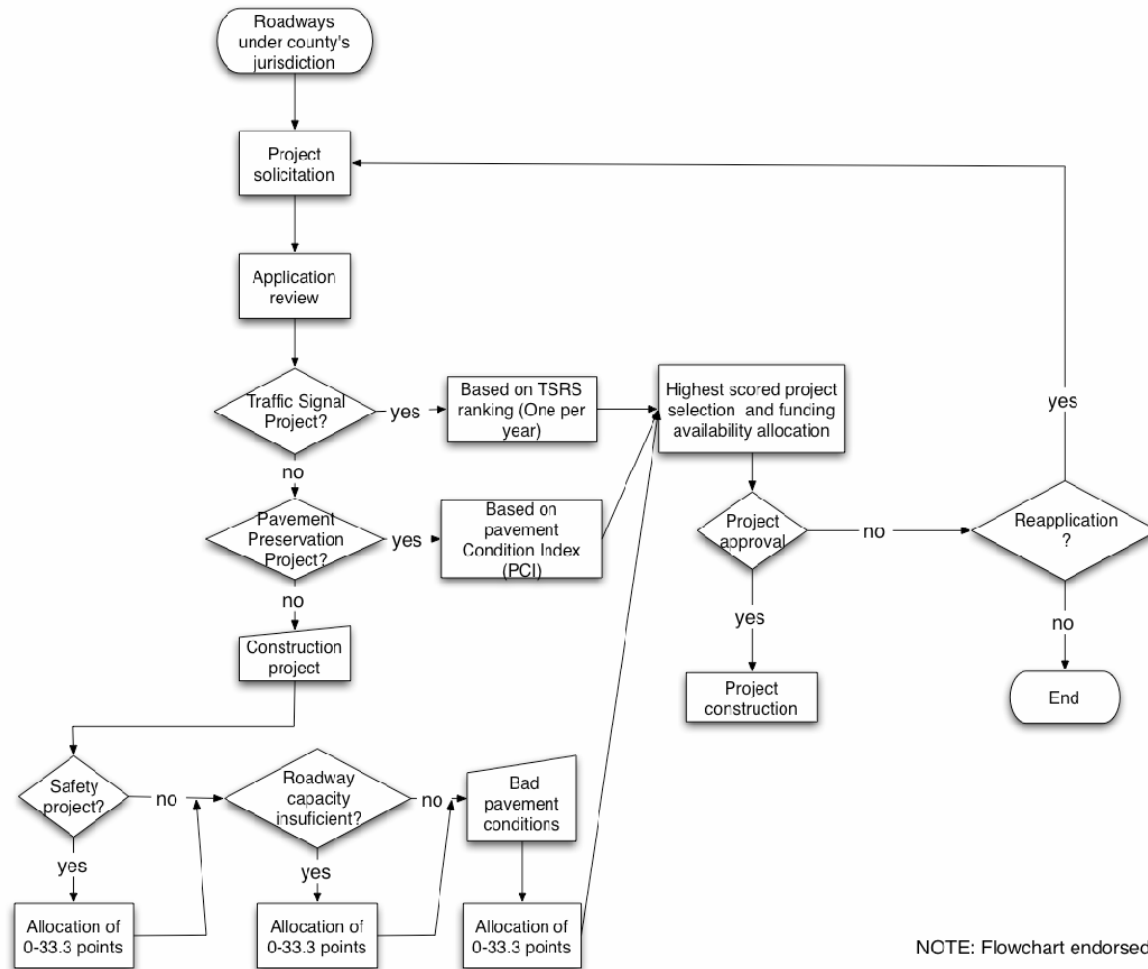 Roadways
under county's
jurisdiction
Project
solicitation
Application
review
Traffic Signal
Project?
yes
Based on TSRS
ranking (One per
year)
Highest scored project
selection and funding
availability allocation
yes
no
Pavement
Preservation
Project?
yes
Based on
pavement
Condition Index
(PCI)
Project
approval
no
Reapplication
?
no
yes
no
Construction
project
Project
construction
End
Safety
project?
no
Roadway
capacity
insuficient?
no
Bad
pavement
conditions
yes
yes
Allocation of
0-33.3 points
Allocation of
0-33.3 points
Allocation of
0-33.3 points
NOTE: Flowchart endorsed